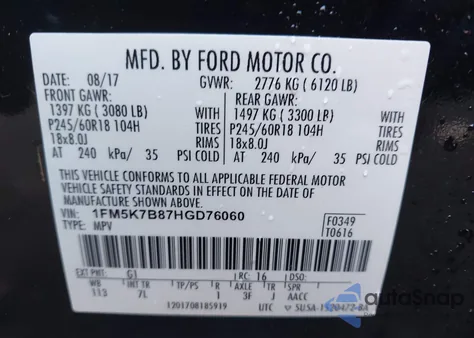 MFD. BY FORD MOTOR CO.
DATE: 08/17 GVWR: 2776 KG ( 6120 LB)
FRONT GAWR: REAR GAWR:
1397 KG ( 3080 LB) WITH 1497 KG ( 3300 LB) WITH
P245/60R18 104H TIRES P245/60R18 104H TIRES
18x8.0J RIMS 18x8.0J RIMS
AT 240 kPa/ 35 PSI COLD AT 240 kPa/ 35 PSI COLD
THIS VEHICLE CONFORMS TO ALL APPLICABLE FEDERAL MOTOR
VEHICLE SAFETY STANDARDS IN EFFECT ON THE DATE OF
MANUFACTURE SHOWN ABOVE.
VIN: 1FM5K7B87HGD76060 F0349
TYPE: MPV T0616
EXT PNT: G1 RC: 16 DSO:
WB INT TR TP/PS R AXLE TR SPR
113 7L 1 3F J AACC
1201708185919 UTC
autoSnap